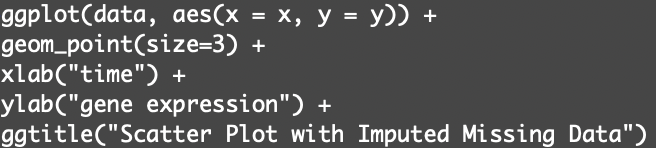 ggplot(data, aes(x = x, y = y)) +
geom_point(size=3) +
xlab("time") +
ylab("gene expression") +
ggtitle("Scatter Plot with Imputed Missing Data")